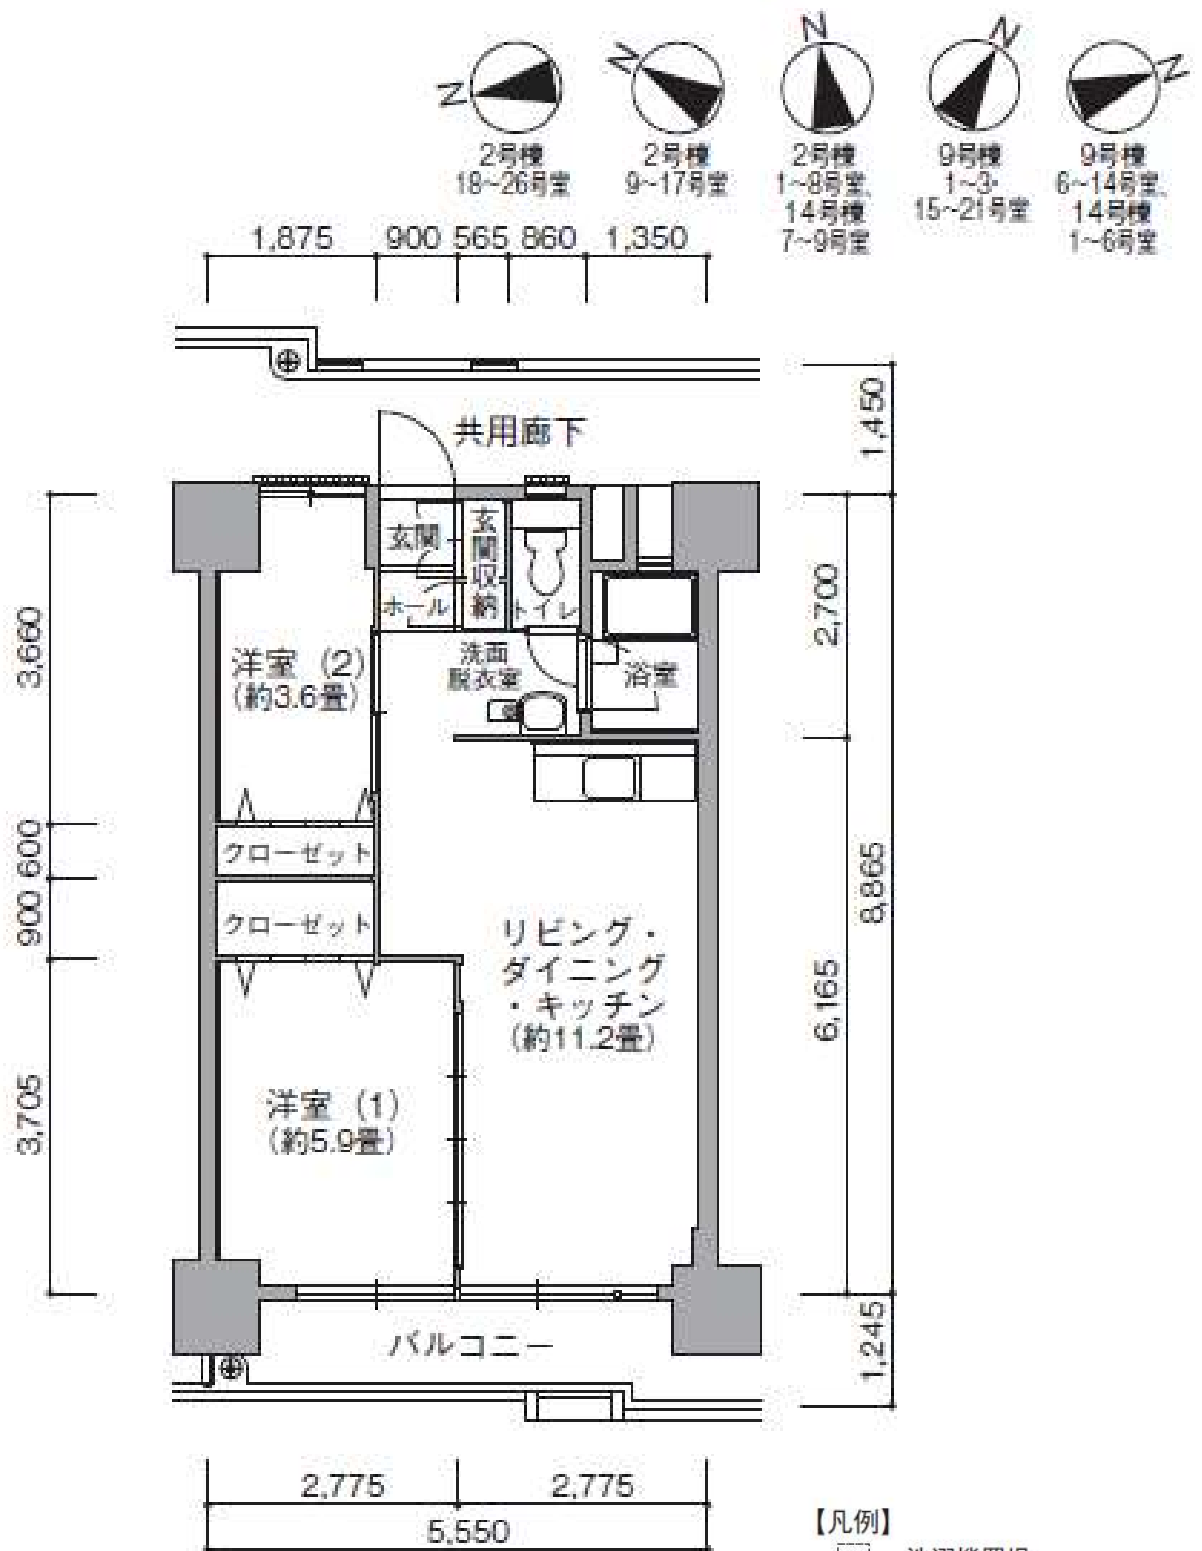 N
N
N
N
N
2号棟
18~26号室
2号棟
9~17号室
2号棟
1~8号室、
14号棟
7~9号室
9号棟
1~3・
15~21号室
9号棟
6~14号室、
14号棟
1~6号室
1,875 900 565 860 1,350
共用廊下
1,450
玄関
玄関収納
トイレ
ホール
洗面
脱衣室
浴室
洋室(2)
(約3.6畳)
3,660
2,700
クローゼット
クローゼット
600
900
リビング・
ダイニング
・キッチン
(約11.2畳)
8,865
6,165
洋室(1)
(約5.9畳)
3,705
バルコニー
1,245
2,775 2,775
5,550
【凡例】